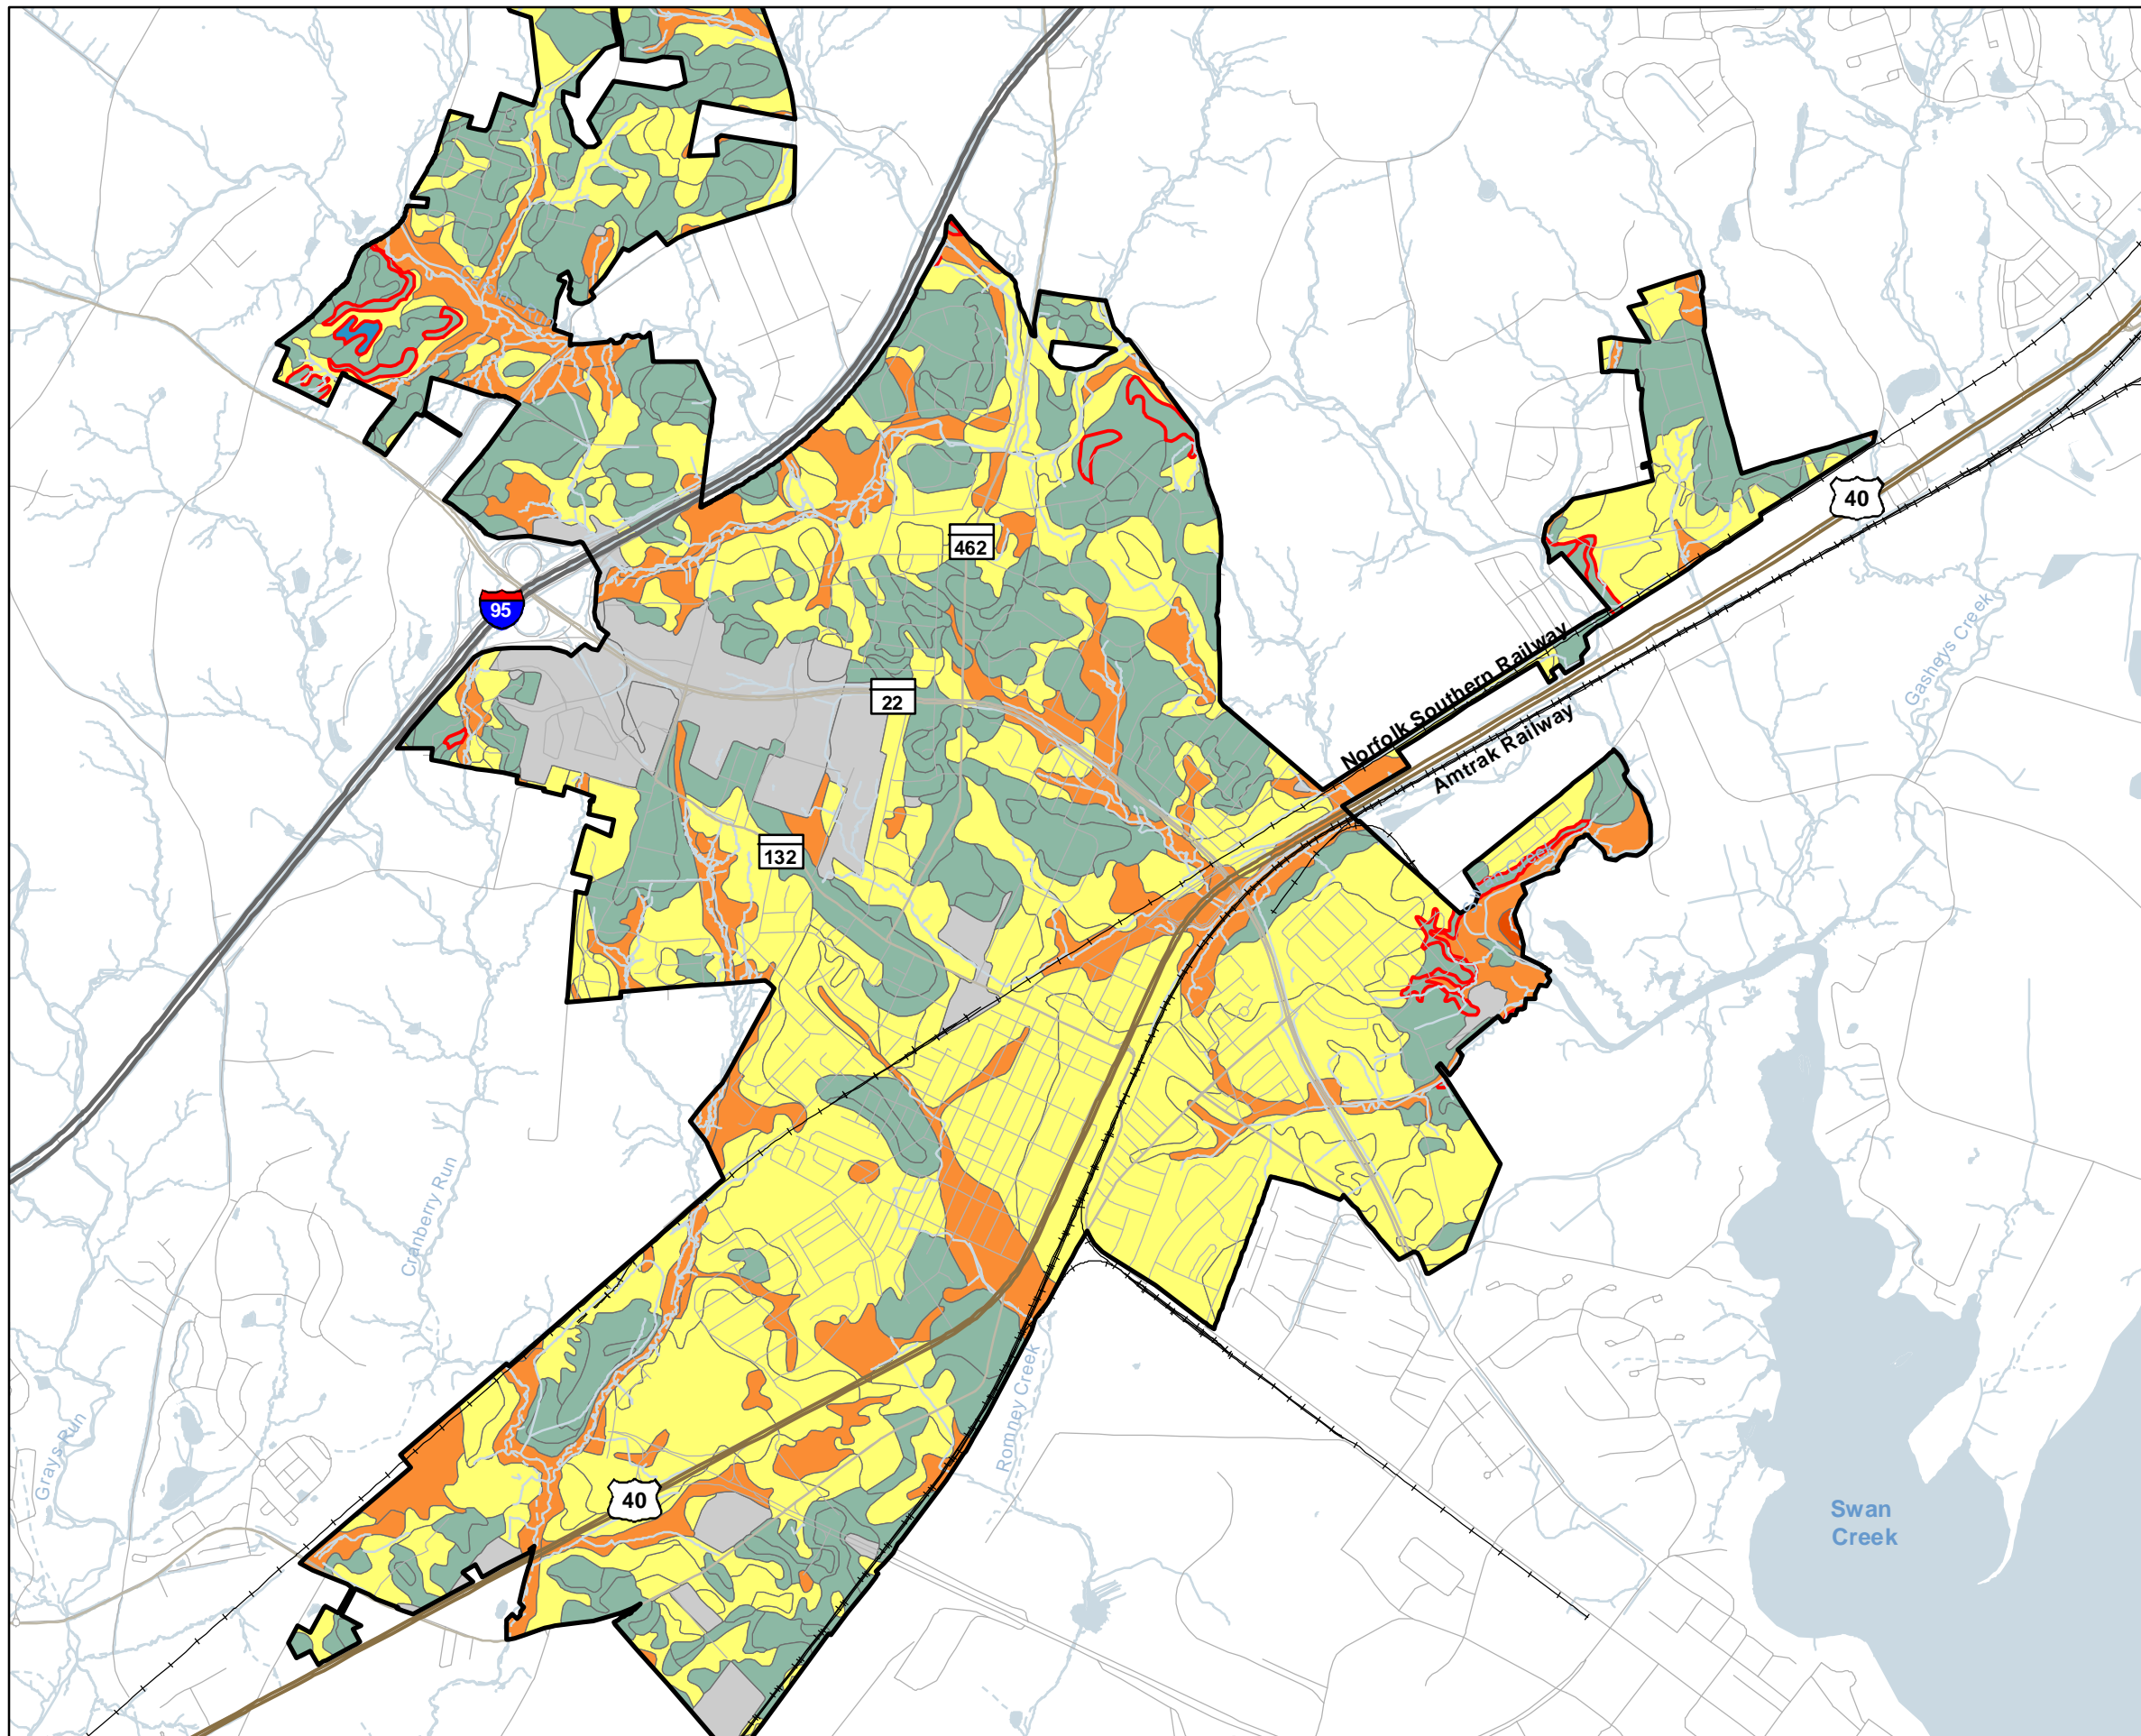 462
40
95
Gasheys Creek
Norfolk Southern Railway
22
Amtrak Railway
132
Creek
Cranberry Run
Romney Creek
Grays Run
40
Swan
Creek